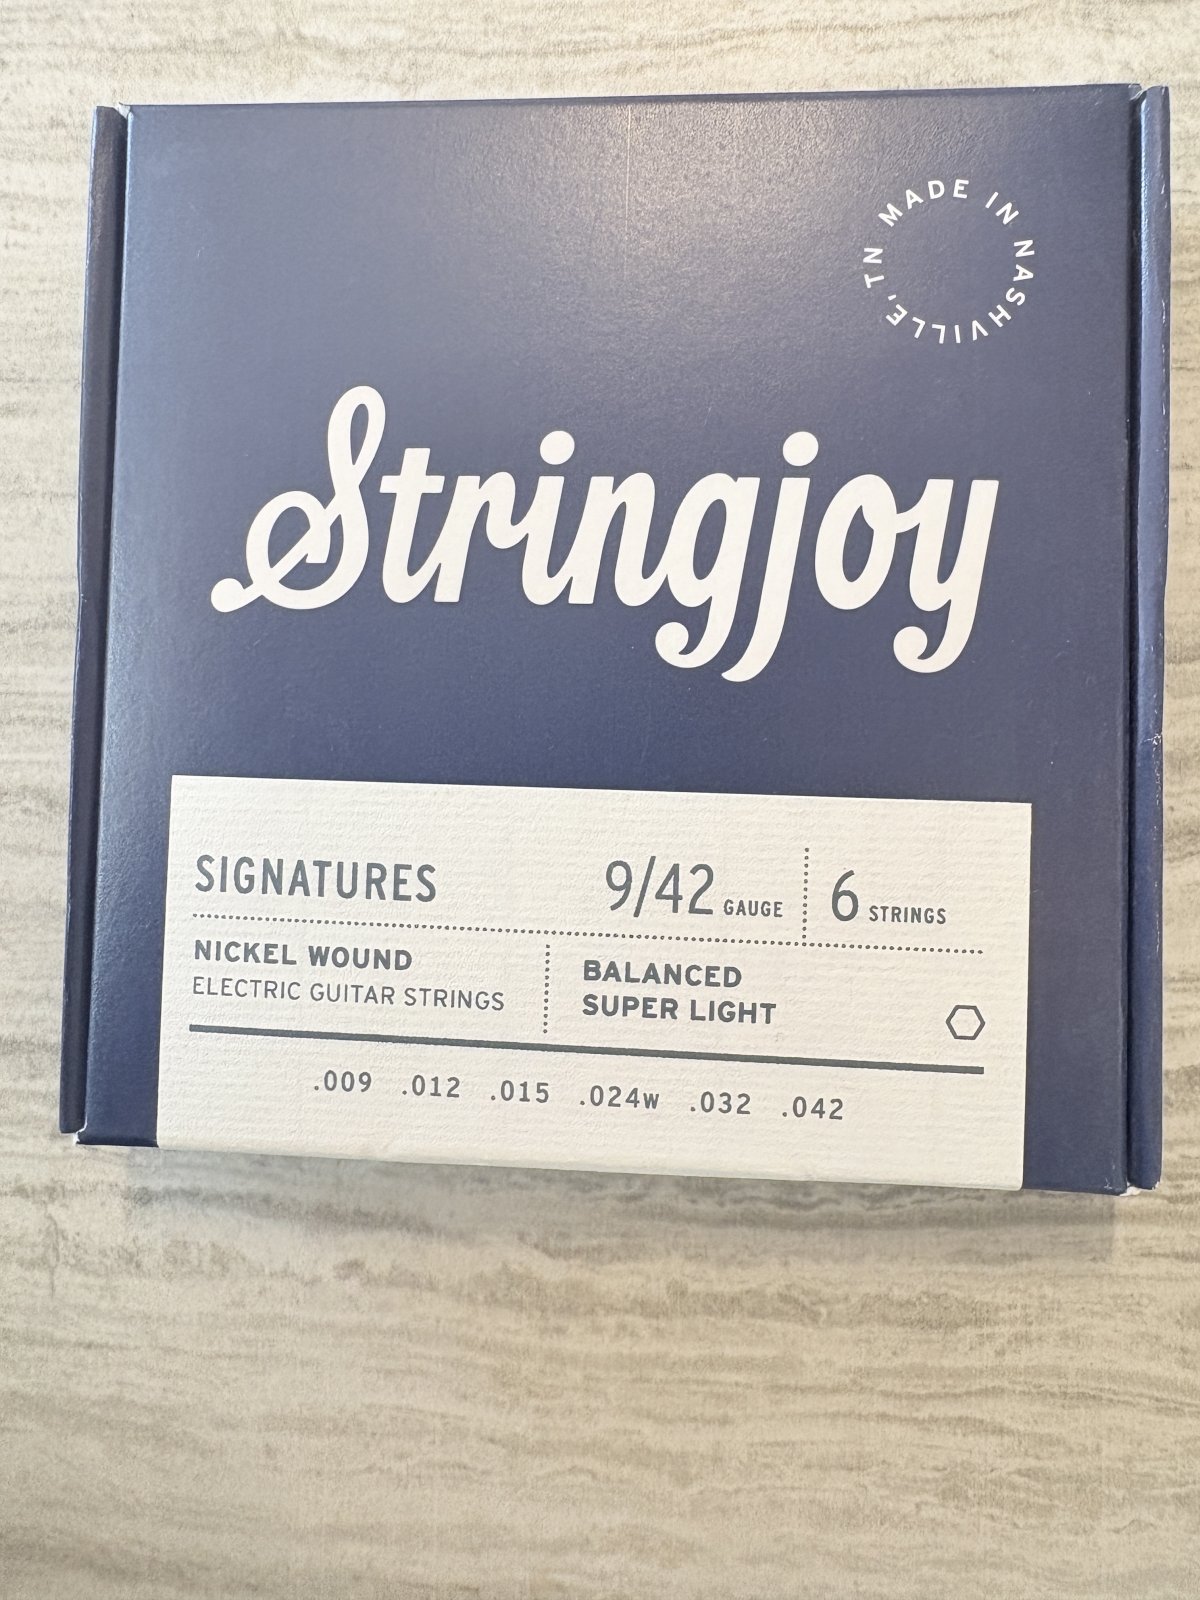 MADE IN NASHVILLE, TN
Stringjoy
SIGNATURES
9/42 GAUGE
6 STRINGS
NICKEL WOUND
ELECTRIC GUITAR STRINGS
BALANCED
SUPER LIGHT
.009 .012 .015 .024w .032 .042